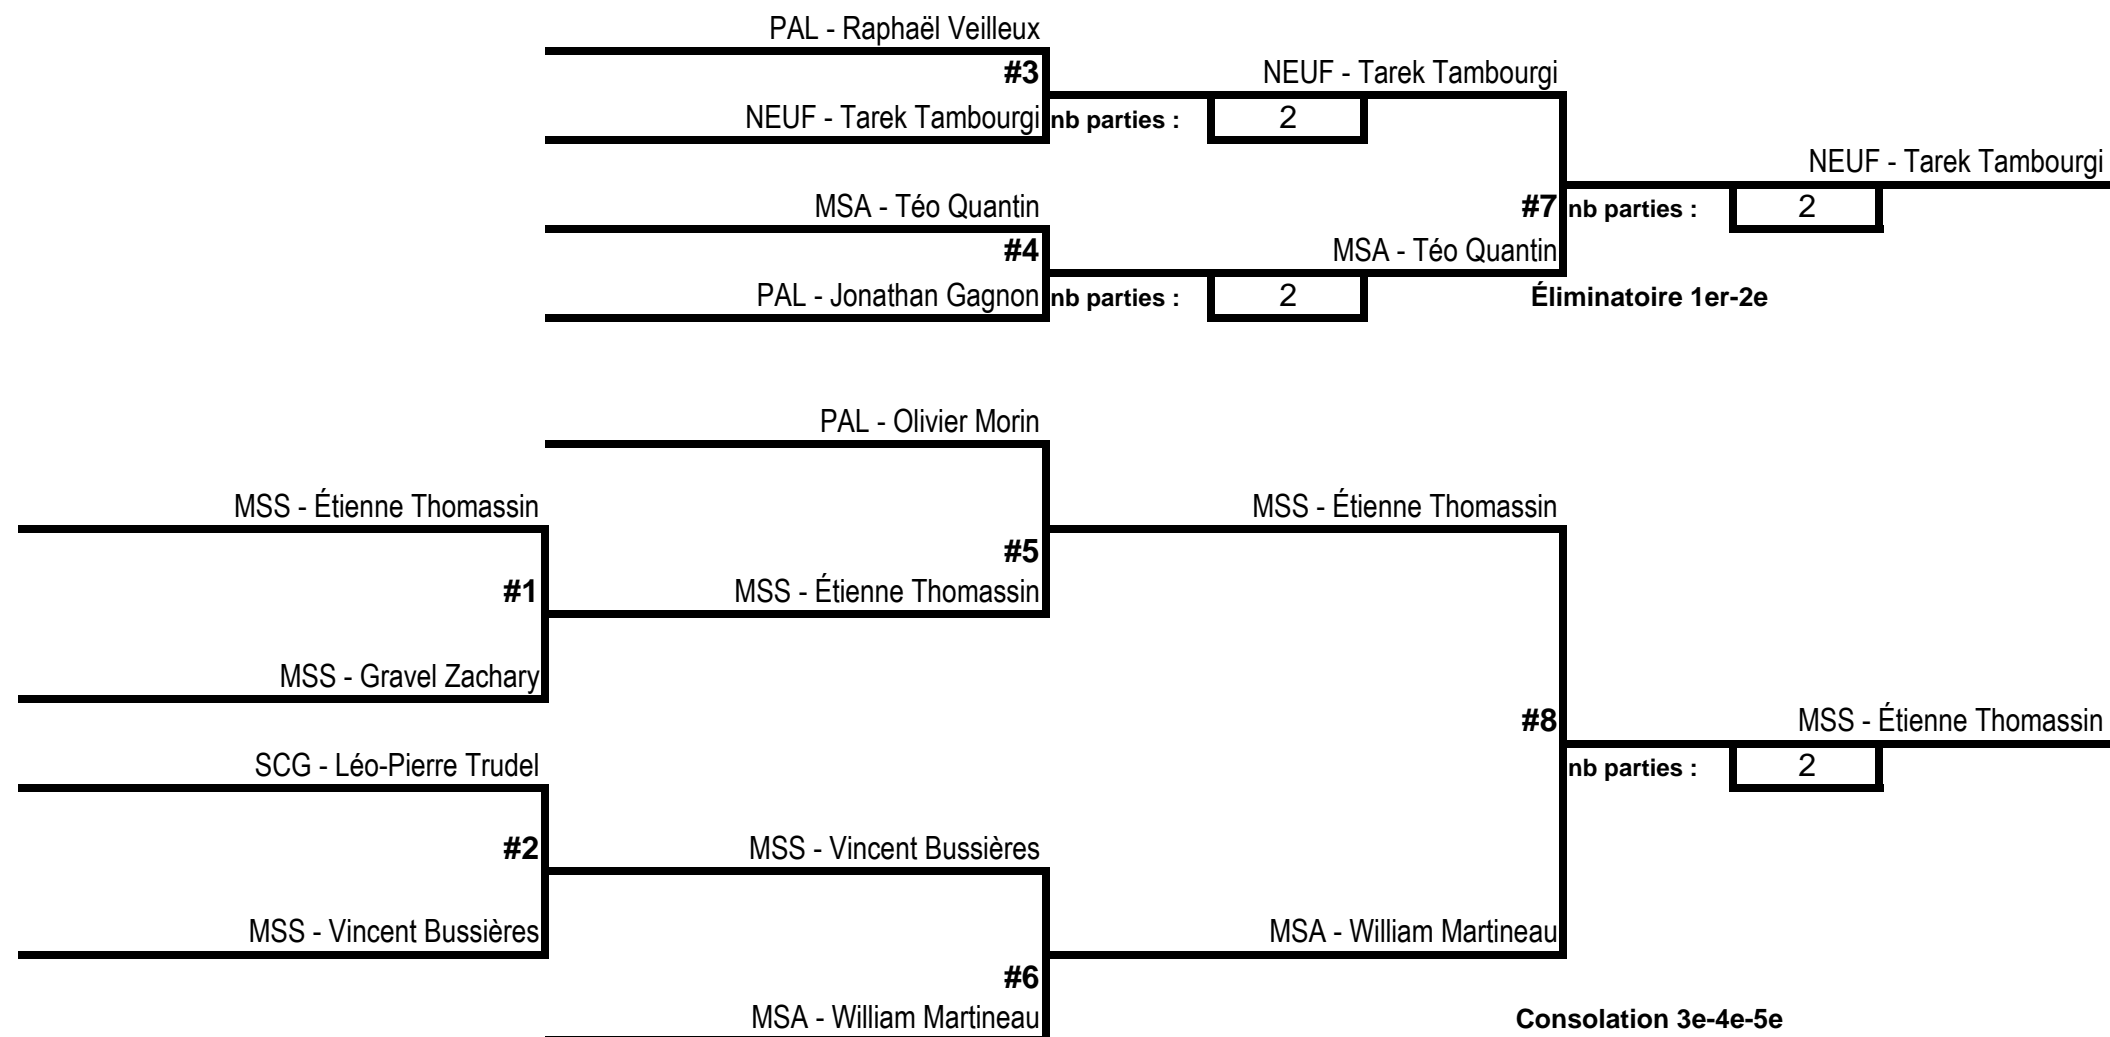 PAL - Raphaël Veilleux
#3
NEUF - Tarek Tambourgi
NEUF - Tarek Tambourgi
nb parties :
2
NEUF - Tarek Tambourgi
MSA - Téo Quantin
#7
nb parties :
2
#4
MSA - Téo Quantin
PAL - Jonathan Gagnon
nb parties :
2
Éliminatoire 1er-2e
PAL - Olivier Morin
MSS - Étienne Thomassin
MSS - Étienne Thomassin
#5
#1
MSS - Étienne Thomassin
MSS - Gravel Zachary
#8
MSS - Étienne Thomassin
SCG - Léo-Pierre Trudel
nb parties :
2
#2
MSS - Vincent Bussières
MSS - Vincent Bussières
MSA - William Martineau
#6
MSA - William Martineau
Consolation 3e-4e-5e